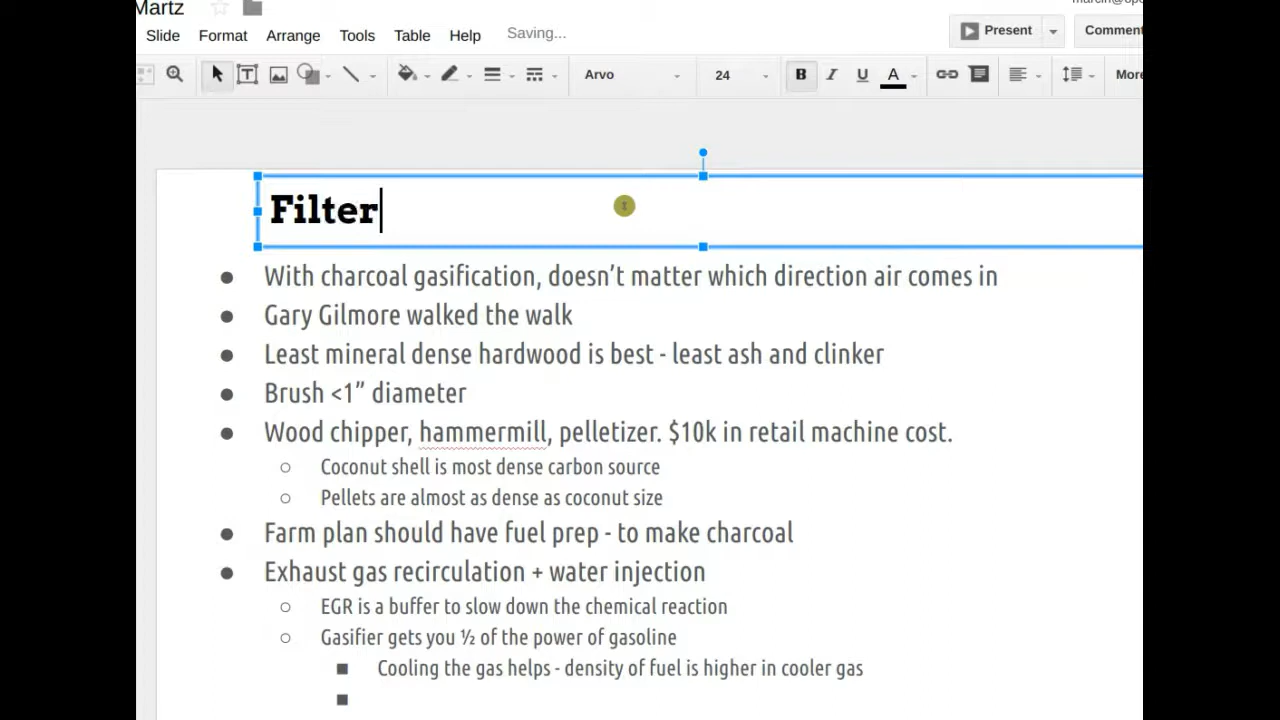 Martz
Slide Format Arrange Tools Table Help Saving... Present
Arvo 24 B I U A More
Filter
● With charcoal gasification, doesn’t matter which direction air comes in
● Gary Gilmore walked the walk
● Least mineral dense hardwood is best - least ash and clinker
● Brush <1” diameter
● Wood chipper, hammermill, pelletizer. $10k in retail machine cost.
○ Coconut shell is most dense carbon source
○ Pellets are almost as dense as coconut size
● Farm plan should have fuel prep - to make charcoal
● Exhaust gas recirculation + water injection
○ EGR is a buffer to slow down the chemical reaction
○ Gasifier gets you ½ of the power of gasoline
■ Cooling the gas helps - density of fuel is higher in cooler gas
■